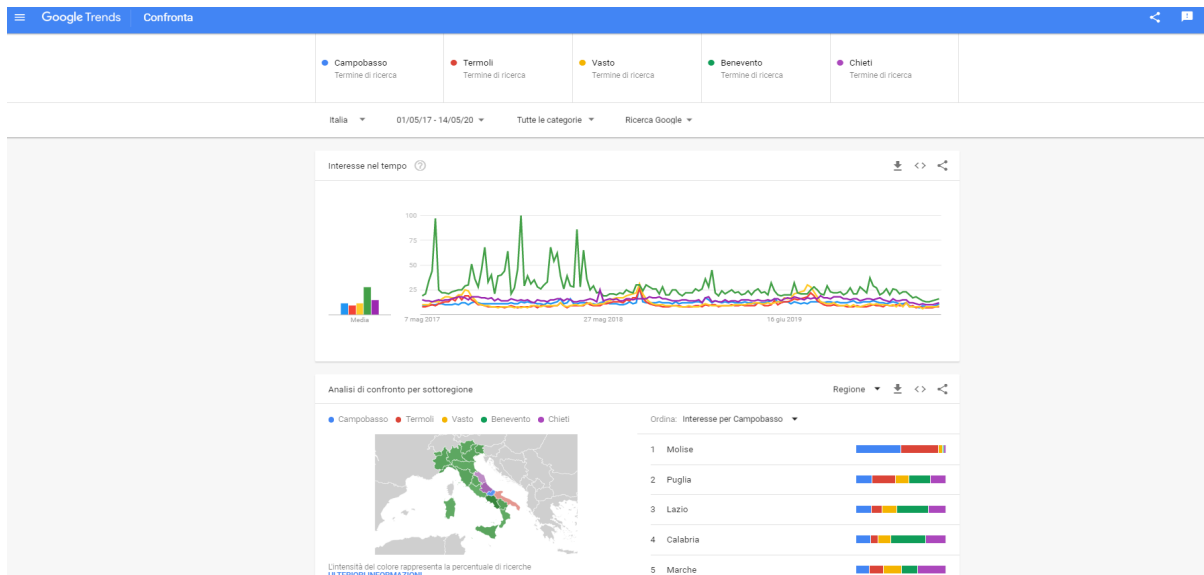 Google Trends Confronta
Campobasso Termoli Vasto Benevento Chieti
Termine di ricerca Termine di ricerca Termine di ricerca Termine di ricerca Termine di ricerca
Italia 01/05/17 - 14/05/20 Tutte le categorie Ricerca Google
Interesse nel tempo ?
100
75
50
25
Media 7 mag 2017 27 mag 2018 16 giu 2019
Analisi di confronto per sottoregione Regione
Campobasso Termoli Vasto Benevento Chieti
Ordina: Interesse per Campobasso
1 Molise
2 Puglia
3 Lazio
4 Calabria
5 Marche
L'intensità del colore rappresenta la percentuale di ricerche
ULTERIORI INFORMAZIONI